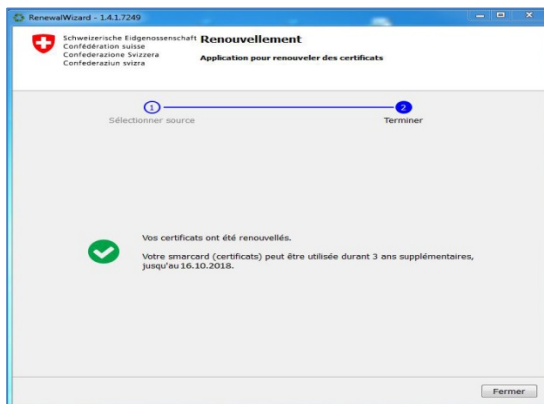 RenewalWizard - 1.4.1.7249
Schweizerische Eidgenossenschaft
Confédération suisse
Confederazione Svizzera
Confederaziun svizra
Renouvellement
Application pour renouveler des certificats
1
2
Sélectionner source
Terminer
Vos certificats ont été renouvellés.
Votre smarcard (certificats) peut être utilisée durant 3 ans supplémentaires,
jusqu'au 16.10.2018.
Fermer